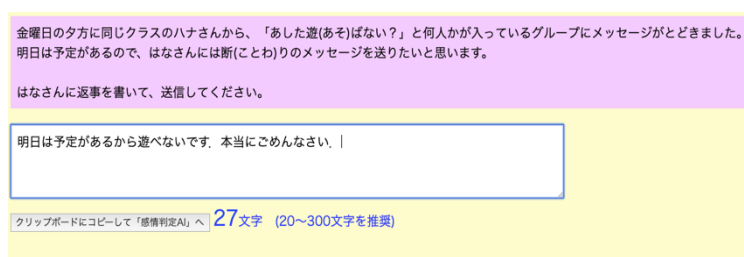 金曜日の夕方に同じクラスのハナさんから、「あした遊(あそ)ばない？」と何人かが入っているグループにメッセージがとどきました。
明日は予定があるので、はなさんには断(ことわ)りのメッセージを送りたいと思います。
はなさんに返事を書いて、送信してください。
明日は予定があるから遊べないです．本当にごめんなさい．
クリップボードにコピーして「感情判定AI」へ 27文字 (20〜300文字を推奨)